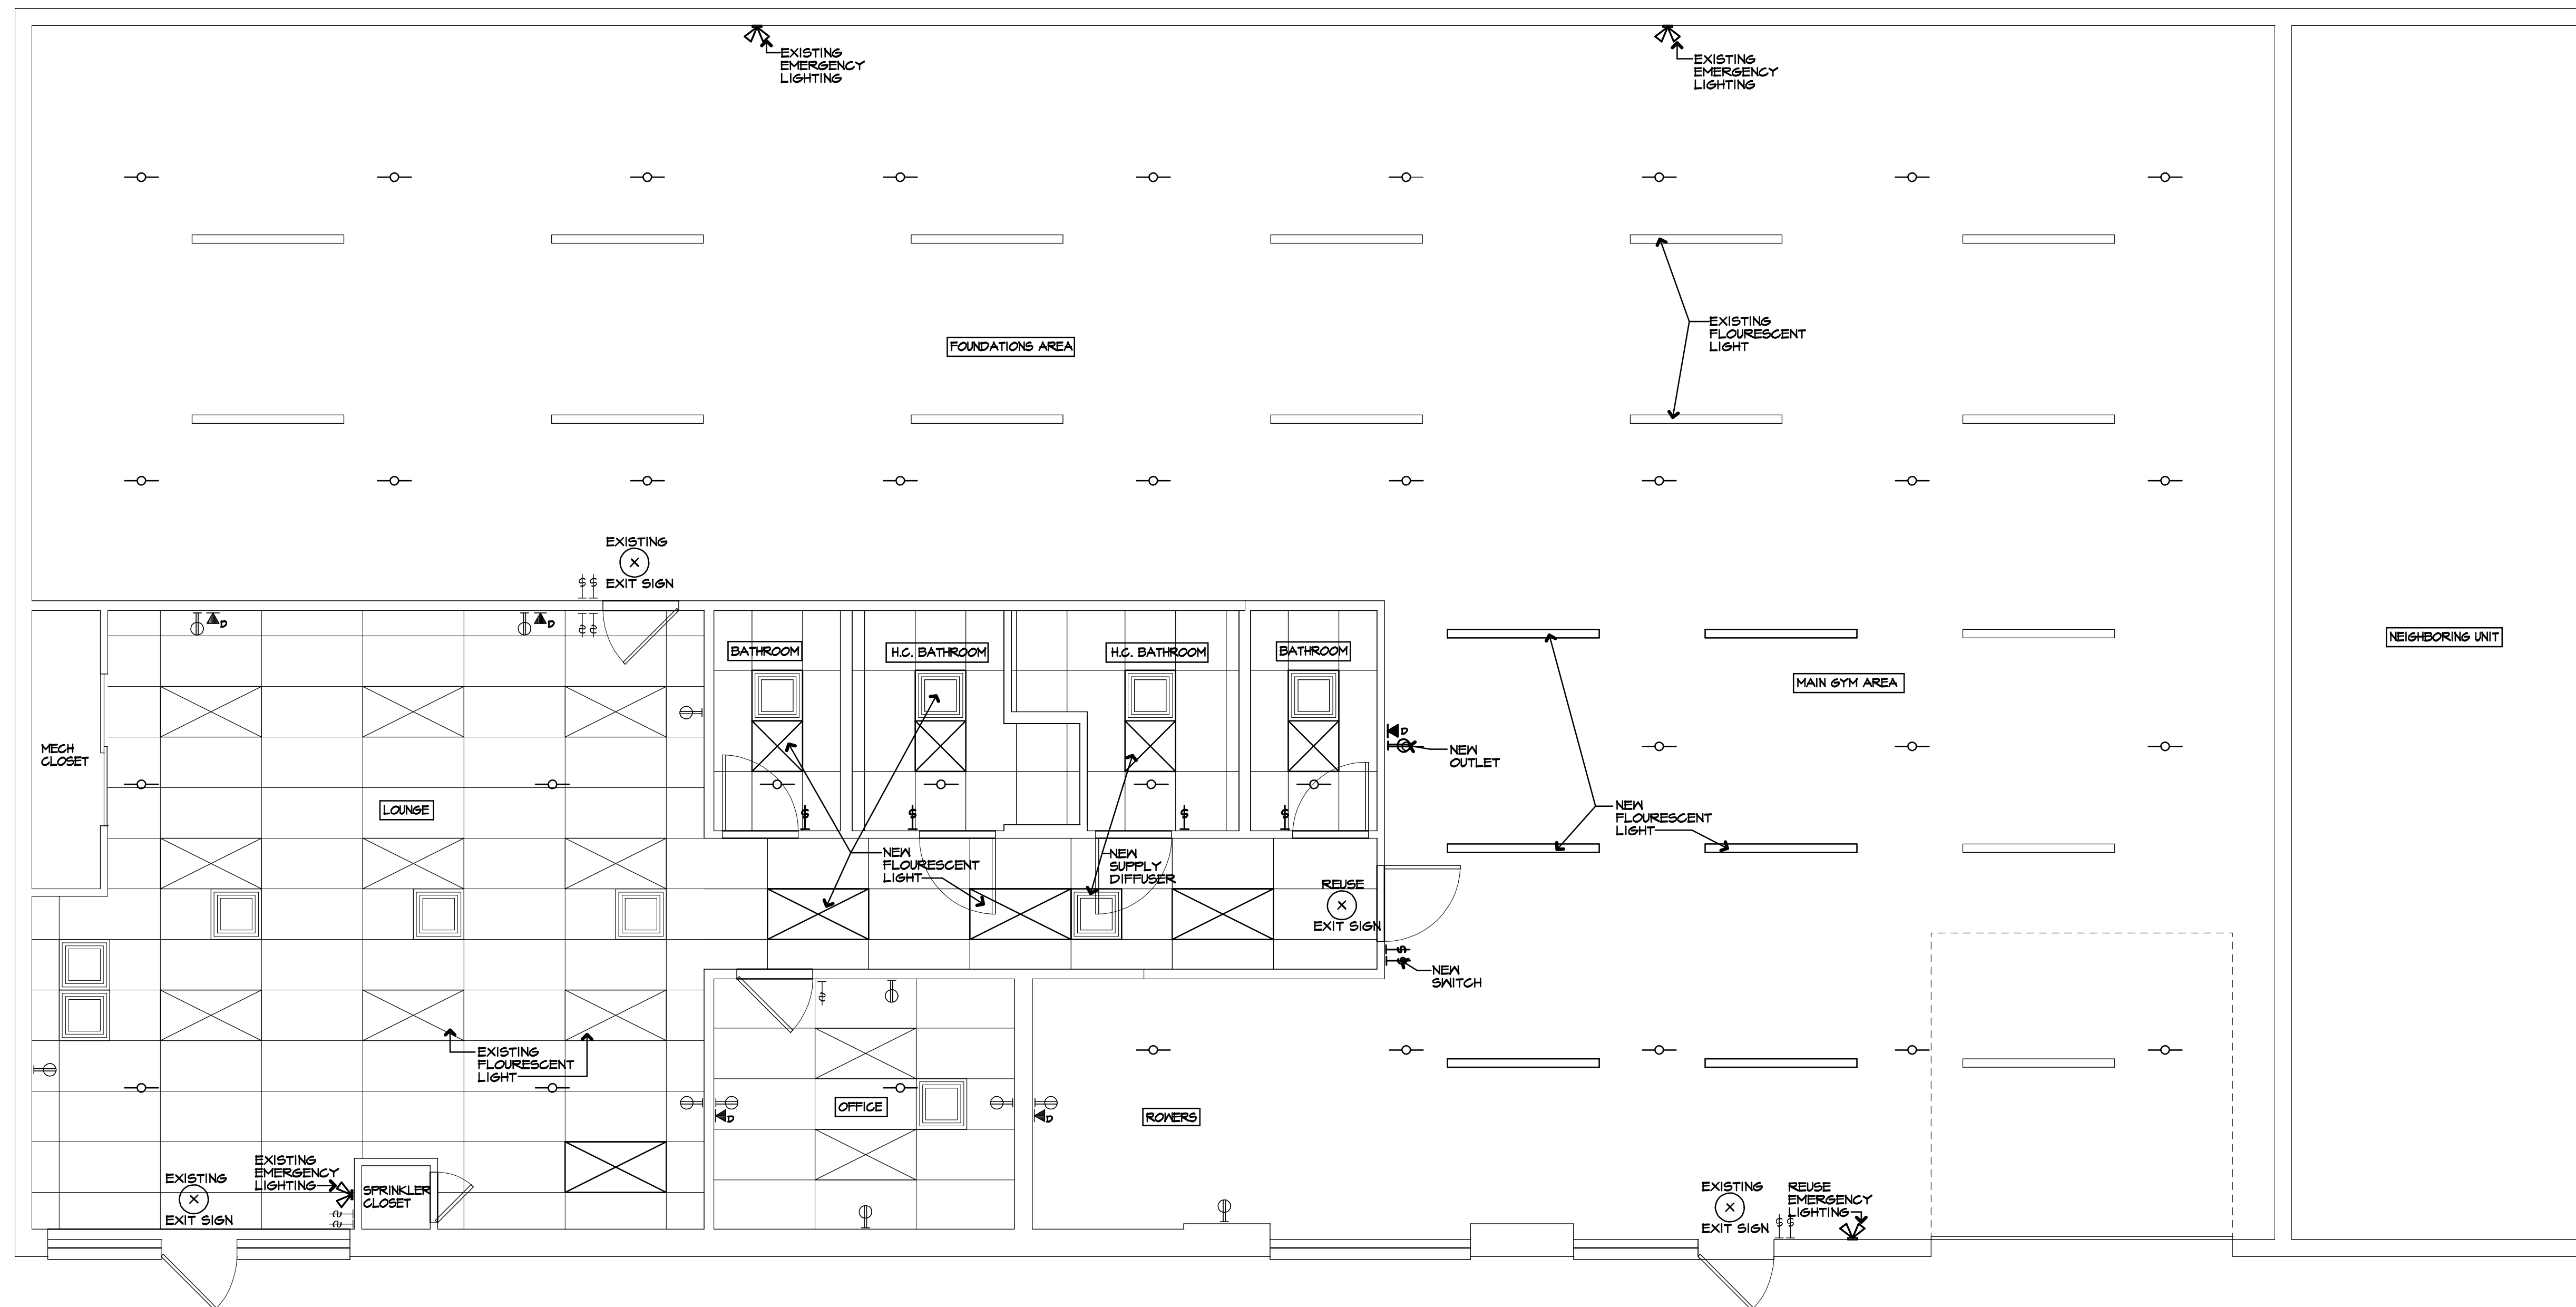 EXISTING
EMERGENCY
LIGHTING
EXISTING
EMERGENCY
LIGHTING
FOUNDATIONS AREA
EXISTING
FLOURESCENT
LIGHT
EXISTING
EXIT SIGN
$ $
$ $
D
D
BATHROOM
H.C. BATHROOM
H.C. BATHROOM
BATHROOM
NEIGHBORING UNIT
MAIN GYM AREA
MECH
CLOSET
D
NEW
OUTLET
LOUNGE
$
$
$
$
NEW
FLOURESCENT
LIGHT
NEW
FLOURESCENT
LIGHT
NEW
SUPPLY
DIFFUSER
REUSE
EXIT SIGN
$
$
NEW
SWITCH
$
EXISTING
FLOURESCENT
LIGHT
OFFICE
D
D
ROWERS
EXISTING
EMERGENCY
LIGHTING
EXISTING
EXIT SIGN
SPRINKLER
CLOSET
$
$
EXISTING
EXIT SIGN
REUSE
EMERGENCY
LIGHTING
$ $